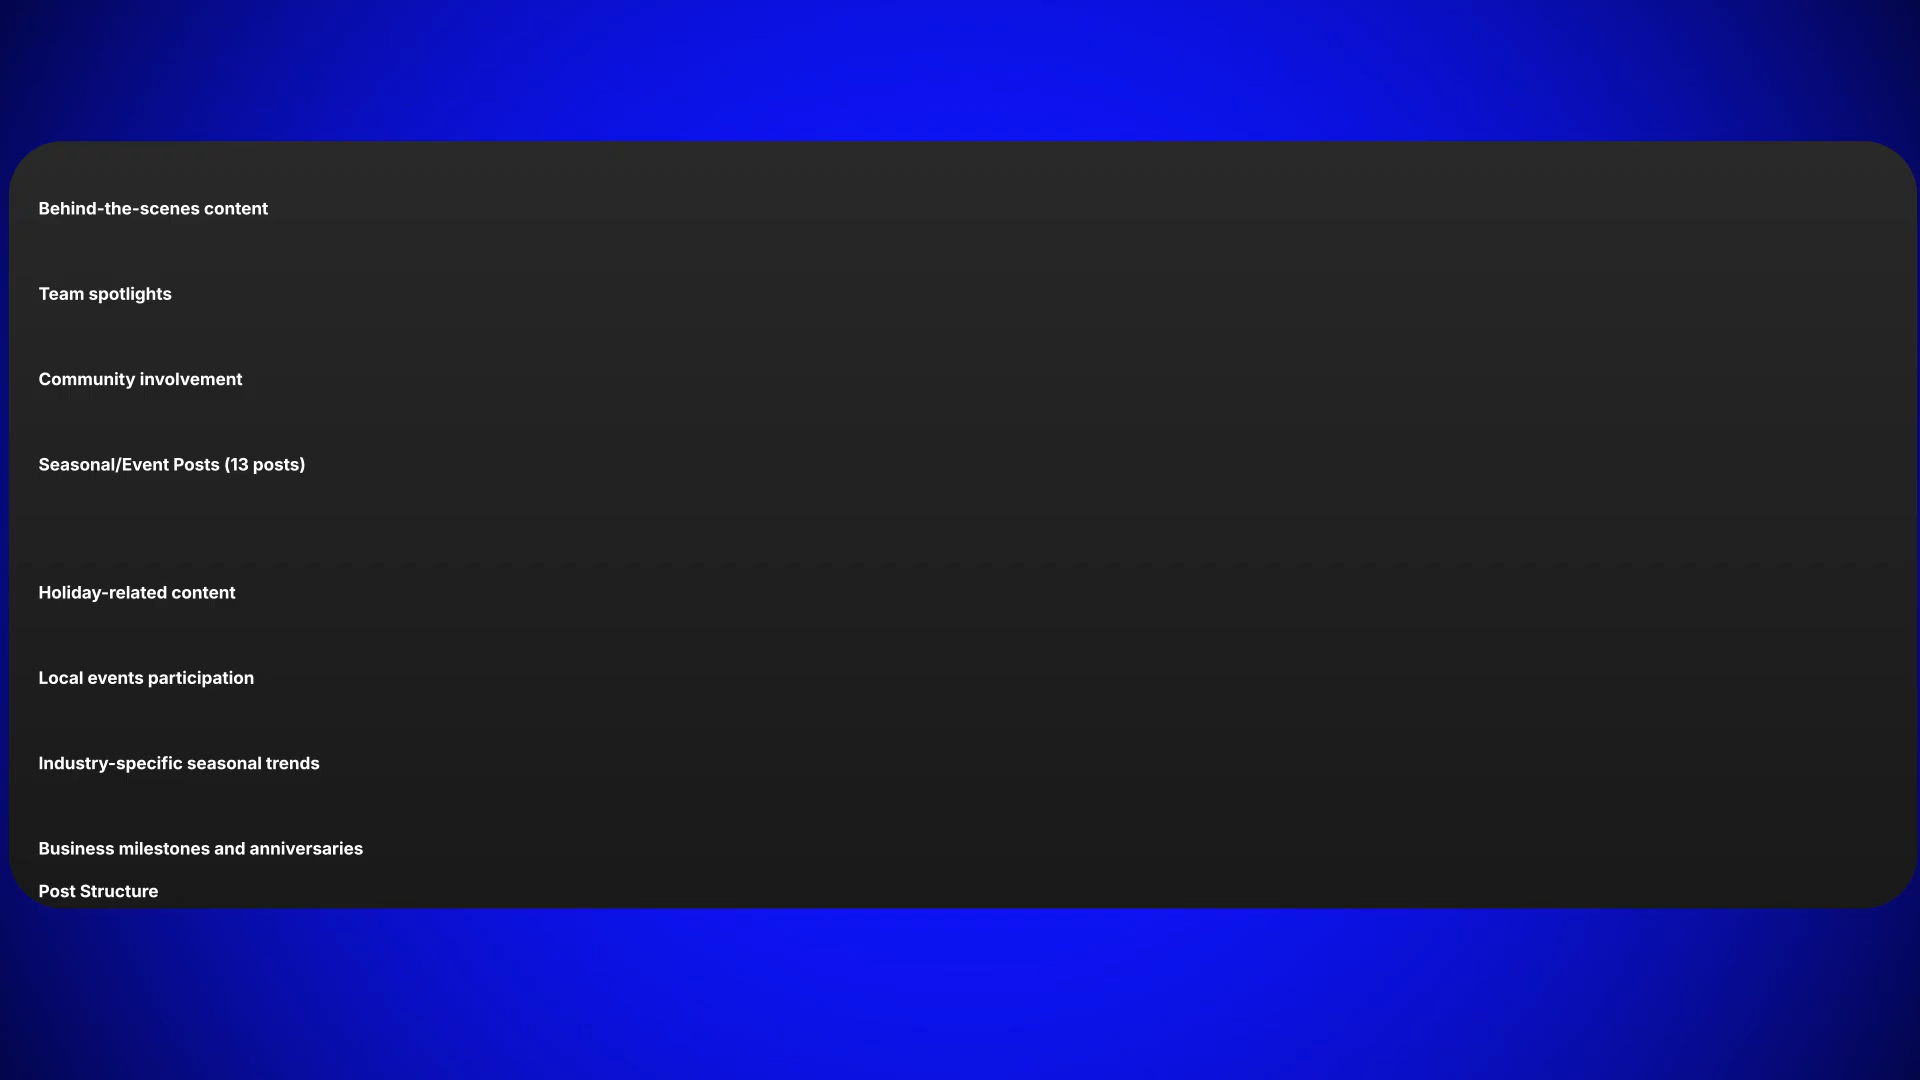 Behind-the-scenes content
Team spotlights
Community involvement
Seasonal/Event Posts (13 posts)
Holiday-related content
Local events participation
Industry-specific seasonal trends
Business milestones and anniversaries
Post Structure